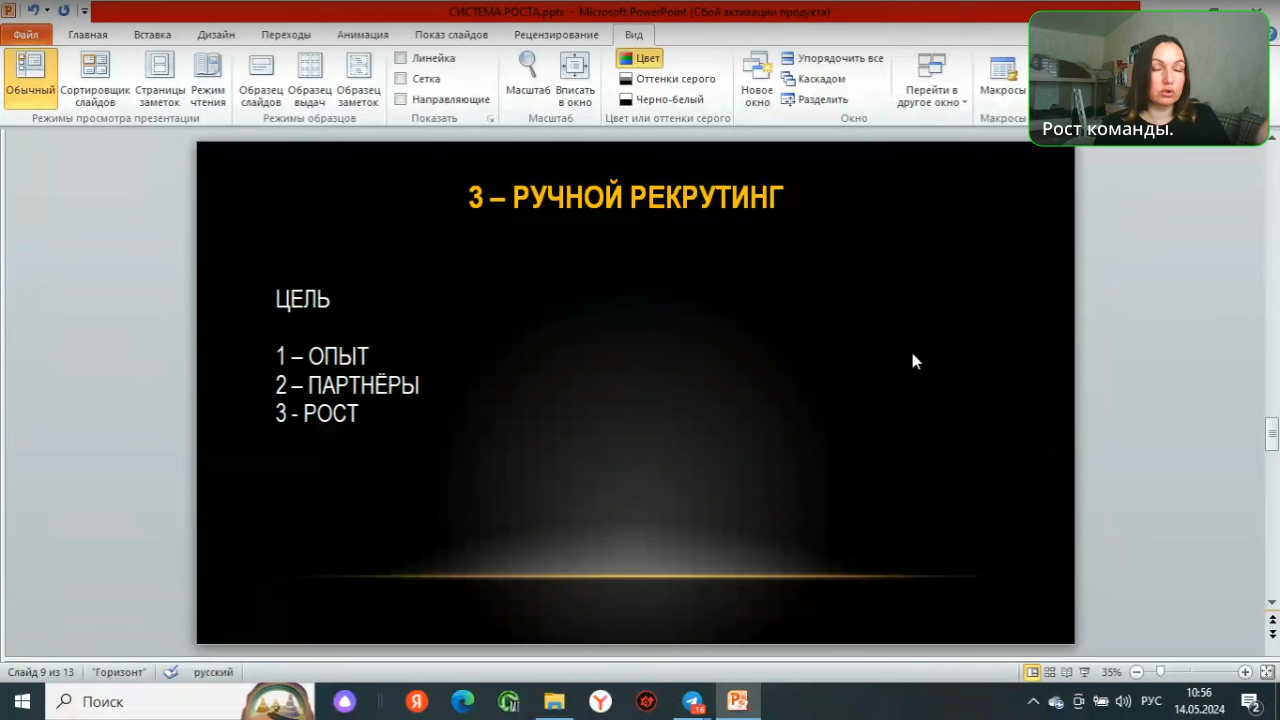 СИСТЕМА РОСТА.pptx - Microsoft PowerPoint (Сбой активации продукта)
Файл Главная Вставка Дизайн Переходы Анимация Показ слайдов Рецензирование Вид
Обычный
Сортировщик слайдов
Страницы заметок
Режим чтения
Режимы просмотра презентации
Образец слайдов
Образец выдач
Образец заметок
Режимы образцов
Линейка
Сетка
Направляющие
Показать
Масштаб
Вписать в окно
Масштаб
Цвет
Оттенки серого
Черно-белый
Цвет или оттенки серого
Новое окно
Упорядочить все
Каскадом
Разделить
Перейти в другое окно
Окно
Макросы
Макросы
Рост команды.
3 – РУЧНОЙ РЕКРУТИНГ
ЦЕЛЬ
1 – ОПЫТ
2 – ПАРТНЁРЫ
3 - РОСТ
Слайд 9 из 13 "Горизонт" русский 35%
Поиск
16
РУС
10:56
14.05.2024
2